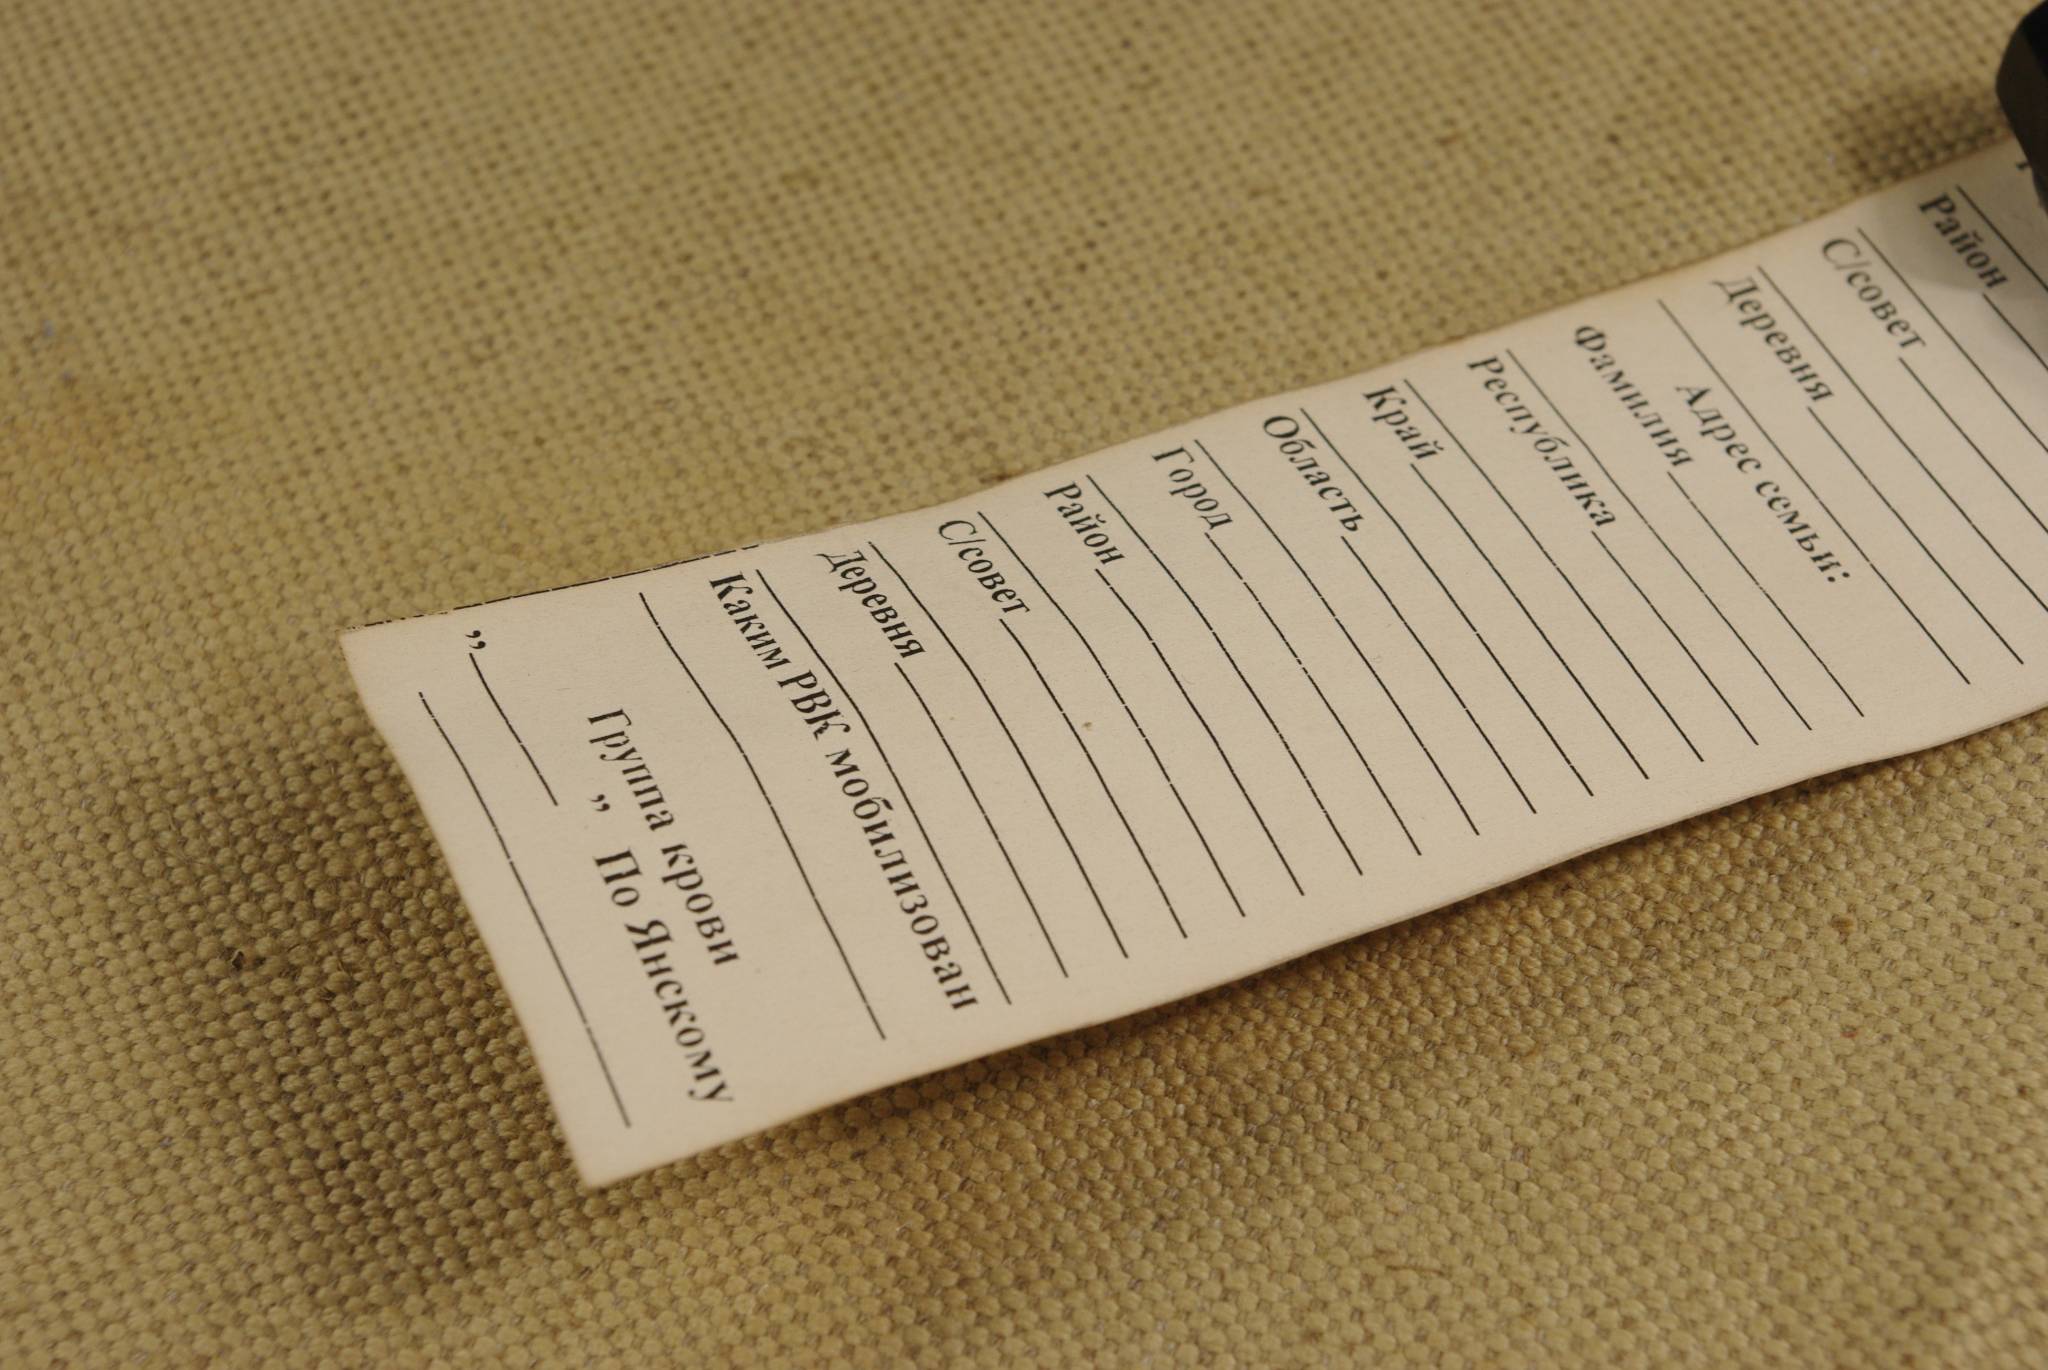 Район
С/совет
Деревня
Адрес семьи:
Фамилия
Республика
Край
Область
Город
Район
С/совет
Деревня
Каким РВК мобилизован
Группа крови
„ „ По Янскому